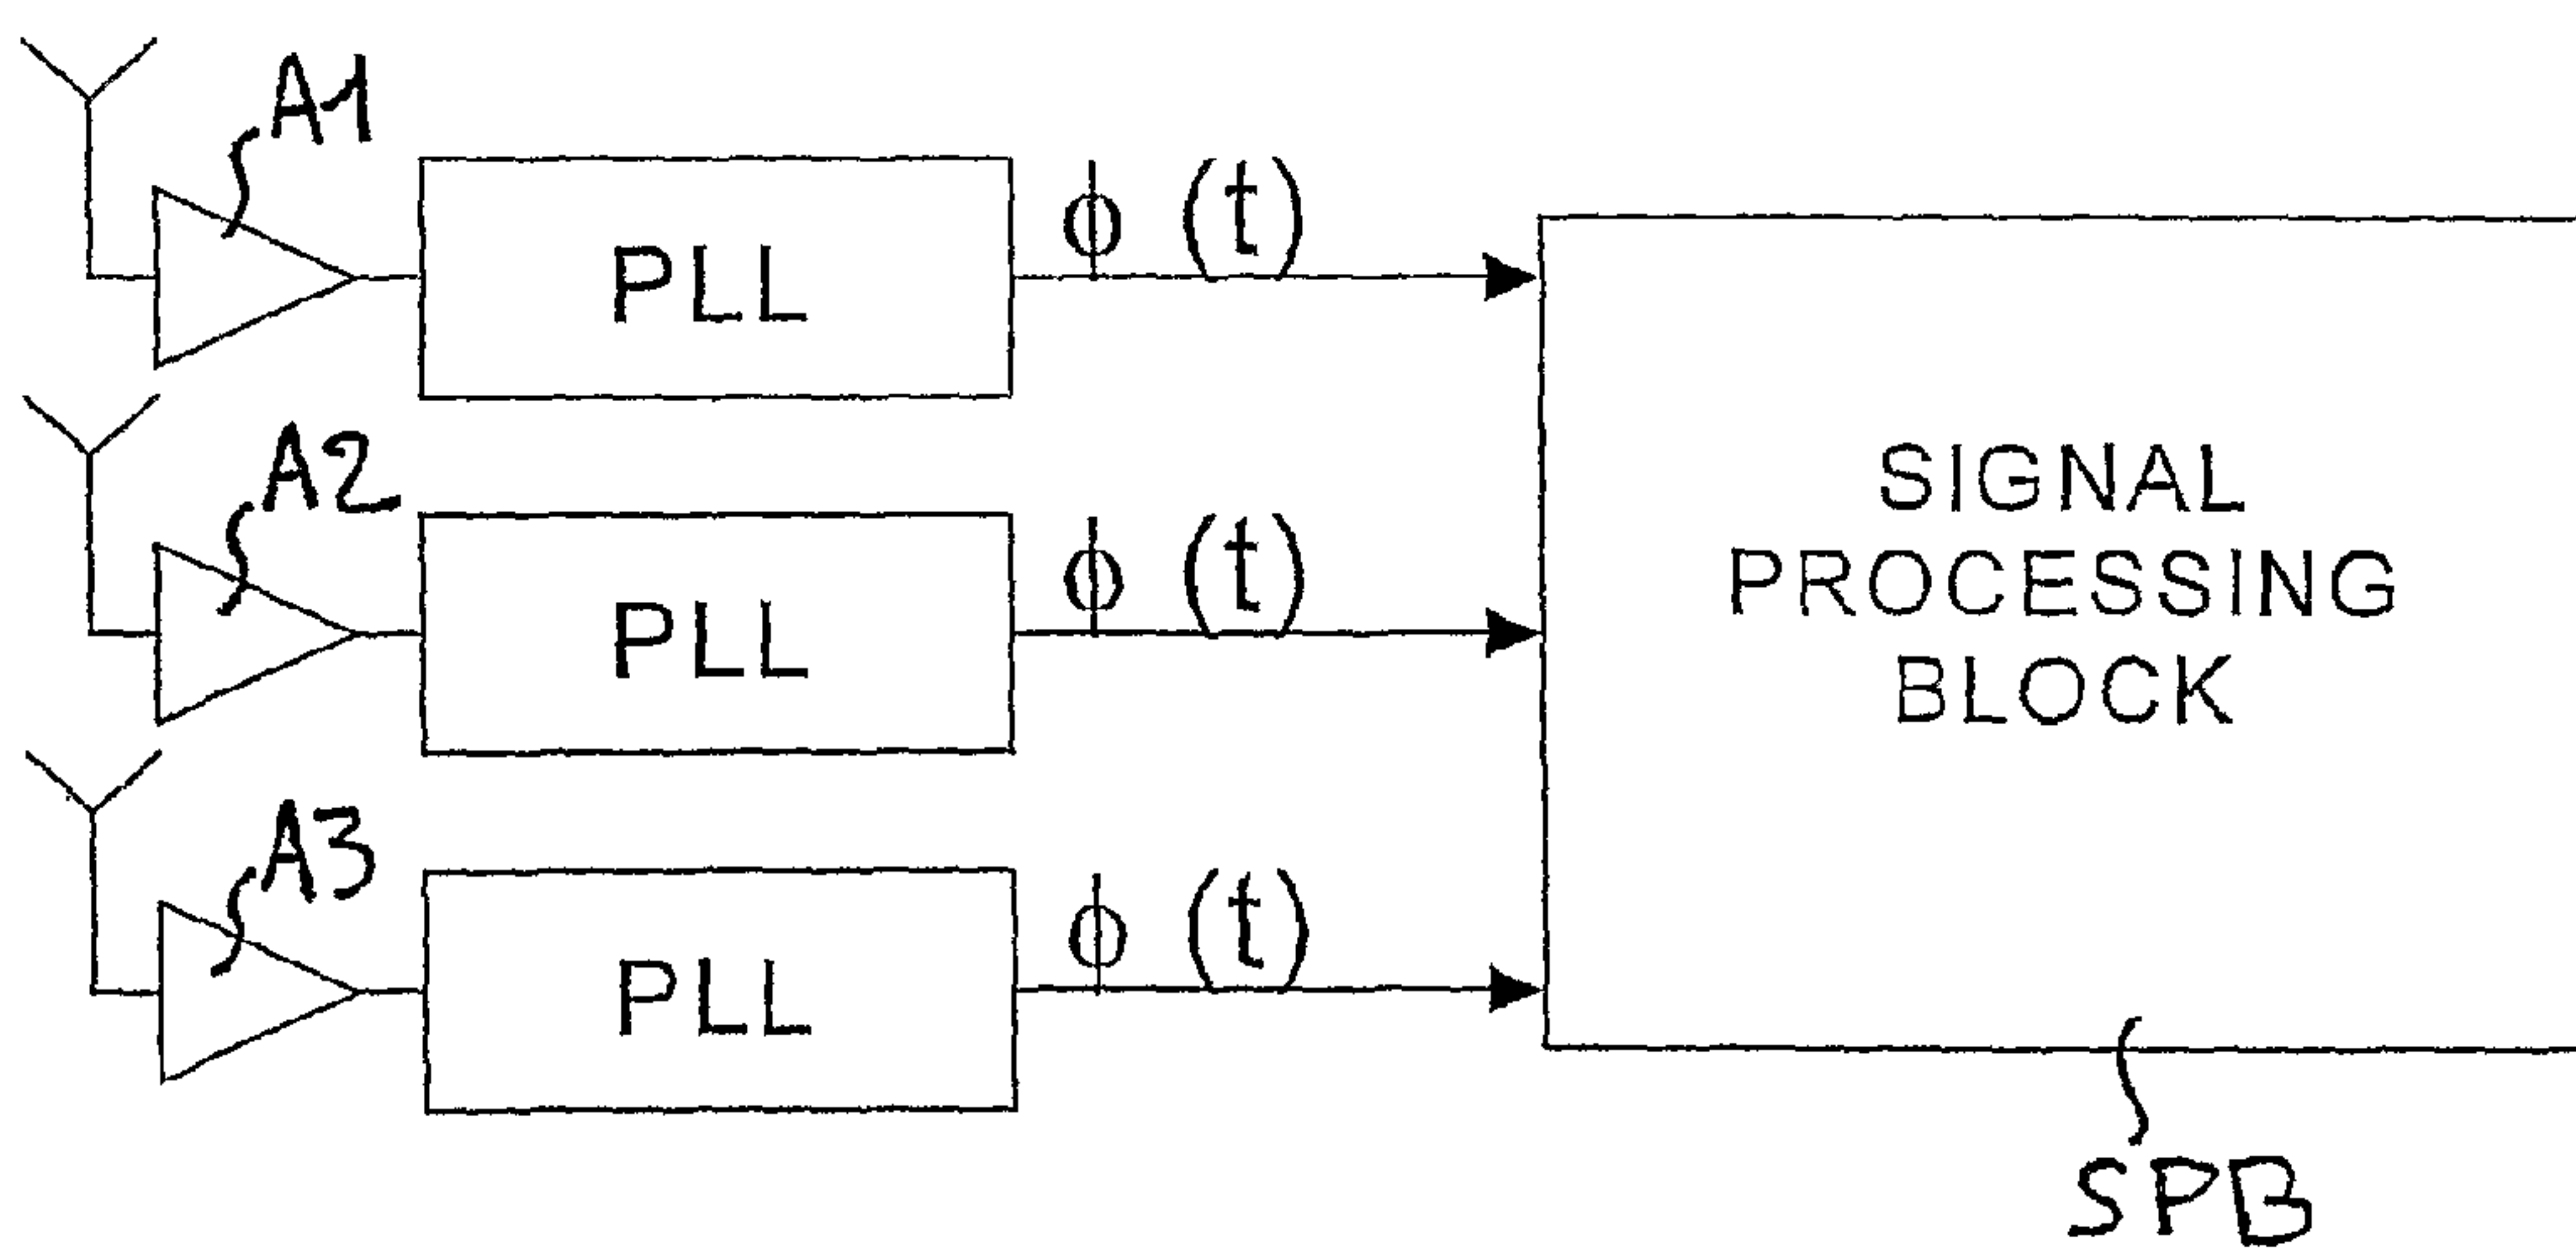 A1
PLL
ϕ (t)
A2
PLL
ϕ (t)
SIGNAL
PROCESSING
BLOCK
A3
PLL
ϕ (t)
SPB